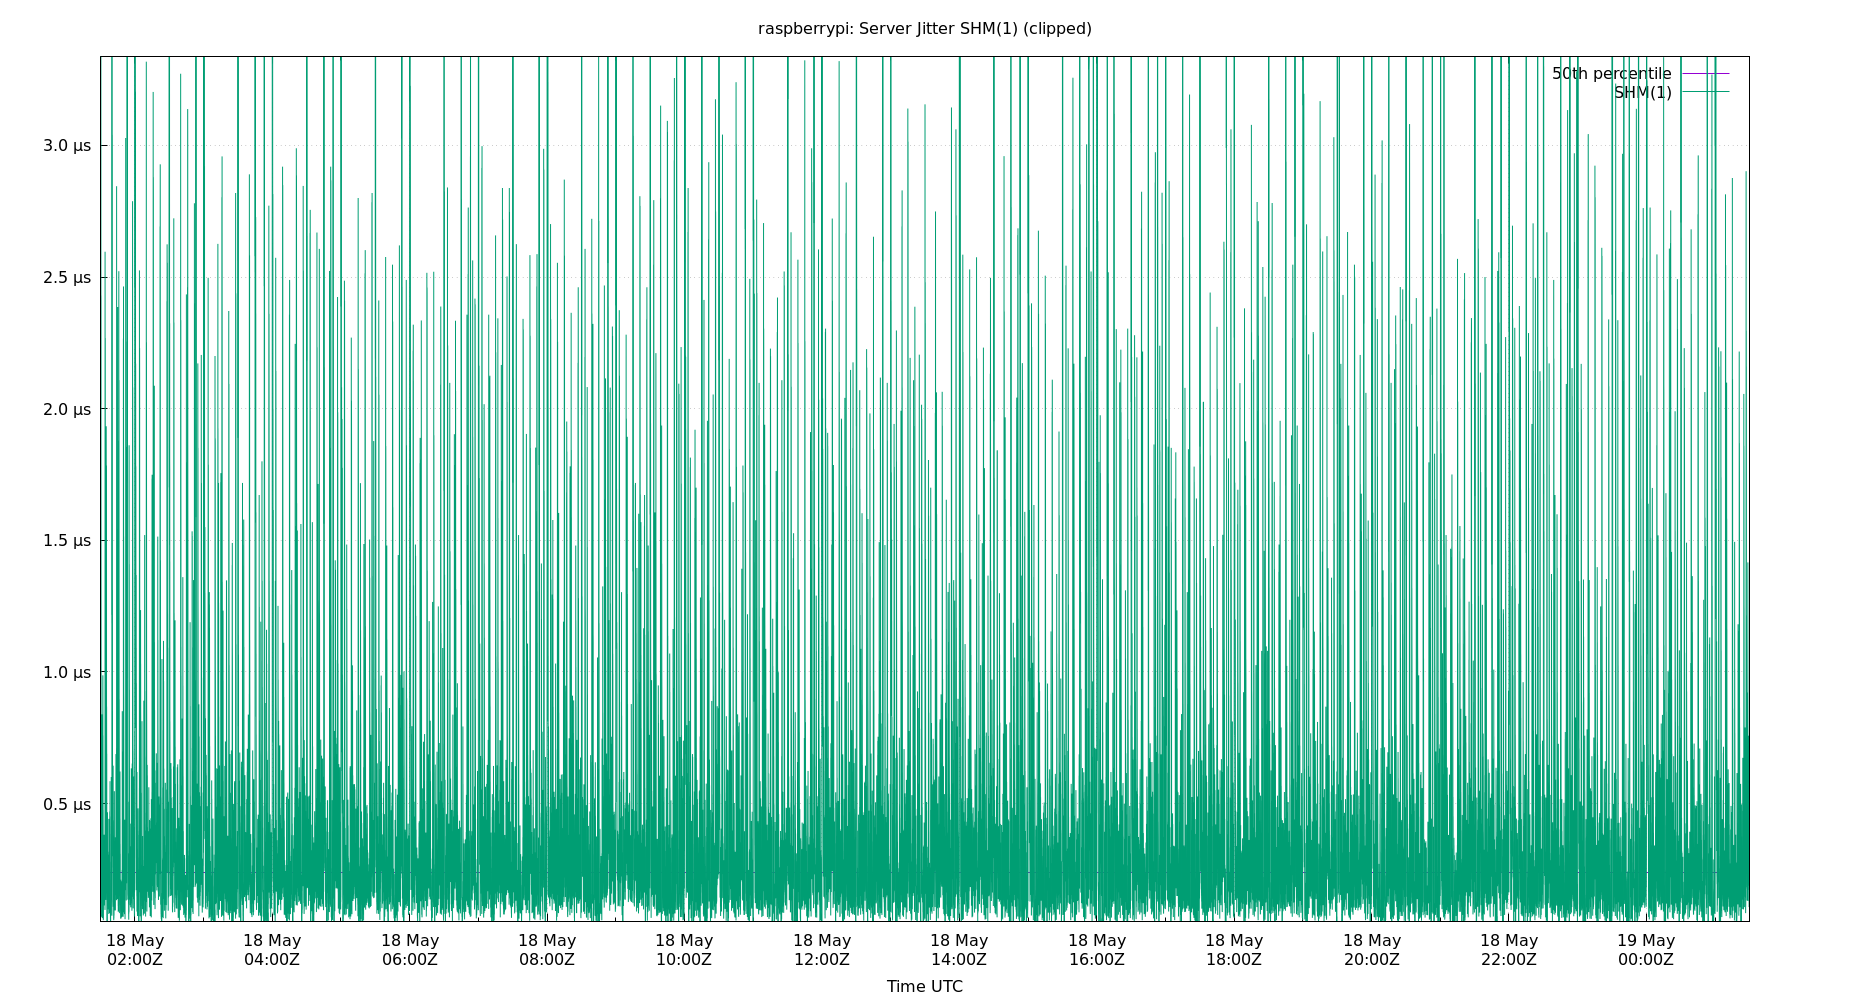 raspberrypi: Server Jitter SHM(1) (clipped)
50th percentile
SHM(1)
3.0 µs
2.5 µs
2.0 µs
1.5 µs
1.0 µs
0.5 µs
18 May 18 May 18 May 18 May 18 May 18 May 18 May 18 May 18 May 18 May 18 May 19 May
02:00Z 04:00Z 06:00Z 08:00Z 10:00Z 12:00Z 14:00Z 16:00Z 18:00Z 20:00Z 22:00Z 00:00Z
Time UTC